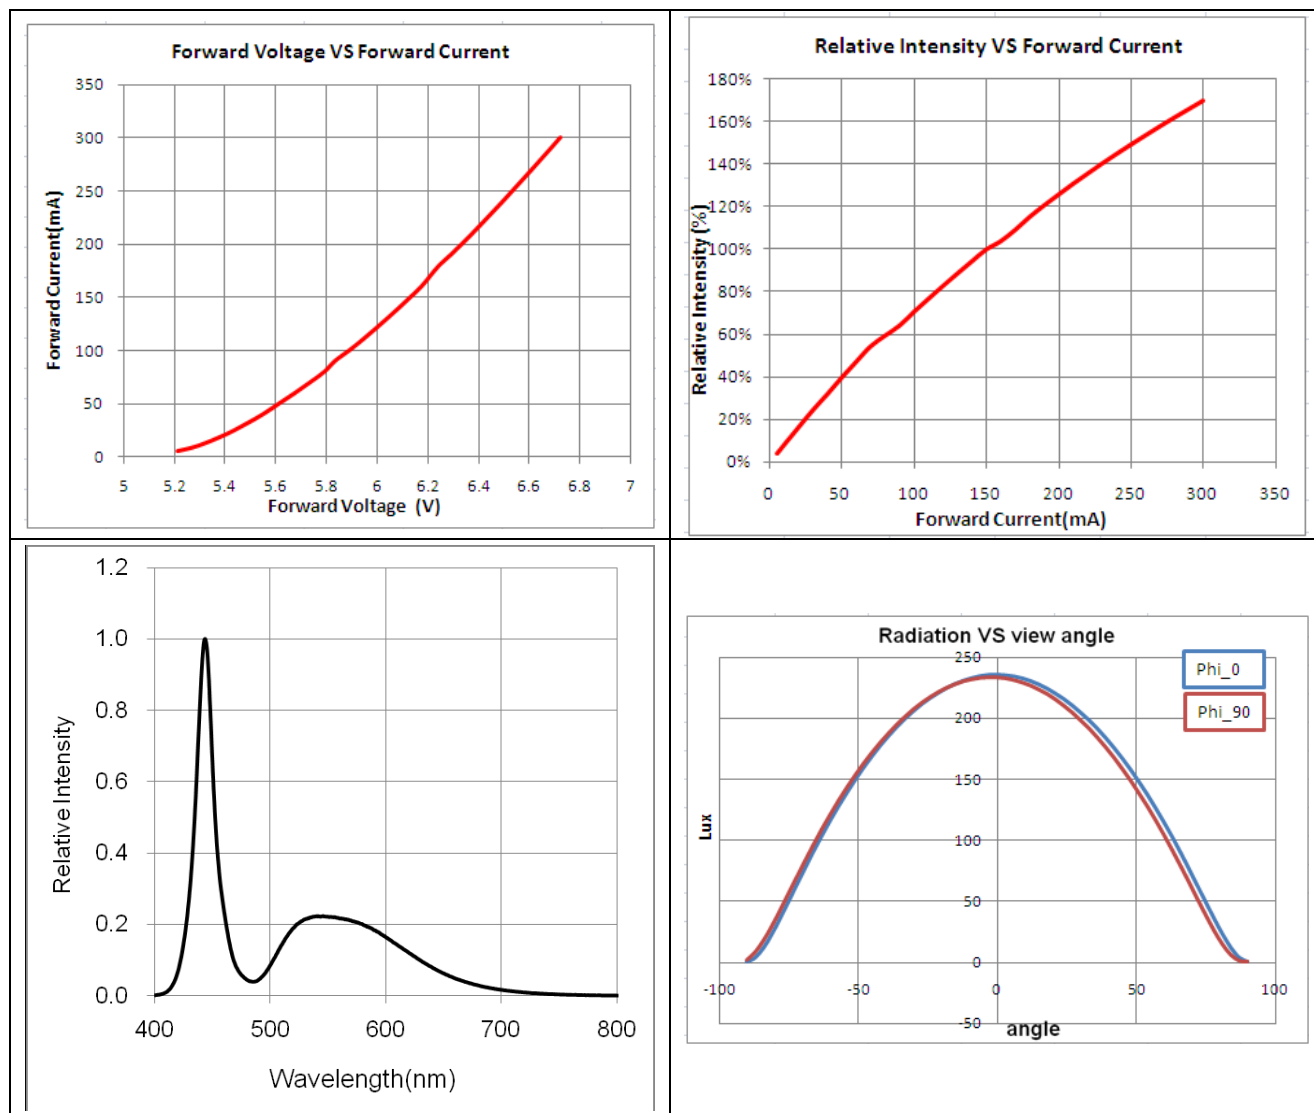 Forward Voltage VS Forward Current
350
300
250
200
150
100
50
0
Forward Current(mA)
5 5.2 5.4 5.6 5.8 6 6.2 6.4 6.6 6.8 7
Forward Voltage (V)
Relative Intensity VS Forward Current
180%
160%
140%
120%
100%
80%
60%
40%
20%
0%
Relative Intensity (%)
0 50 100 150 200 250 300 350
Forward Current(mA)
1.2
1.0
0.8
0.6
0.4
0.2
0.0
Relative Intensity
400 500 600 700 800
Wavelength(nm)
Radiation VS view angle
250
200
150
100
50
0
-50
Lux
Phi_0
Phi_90
-100 -50 0 50 100
angle